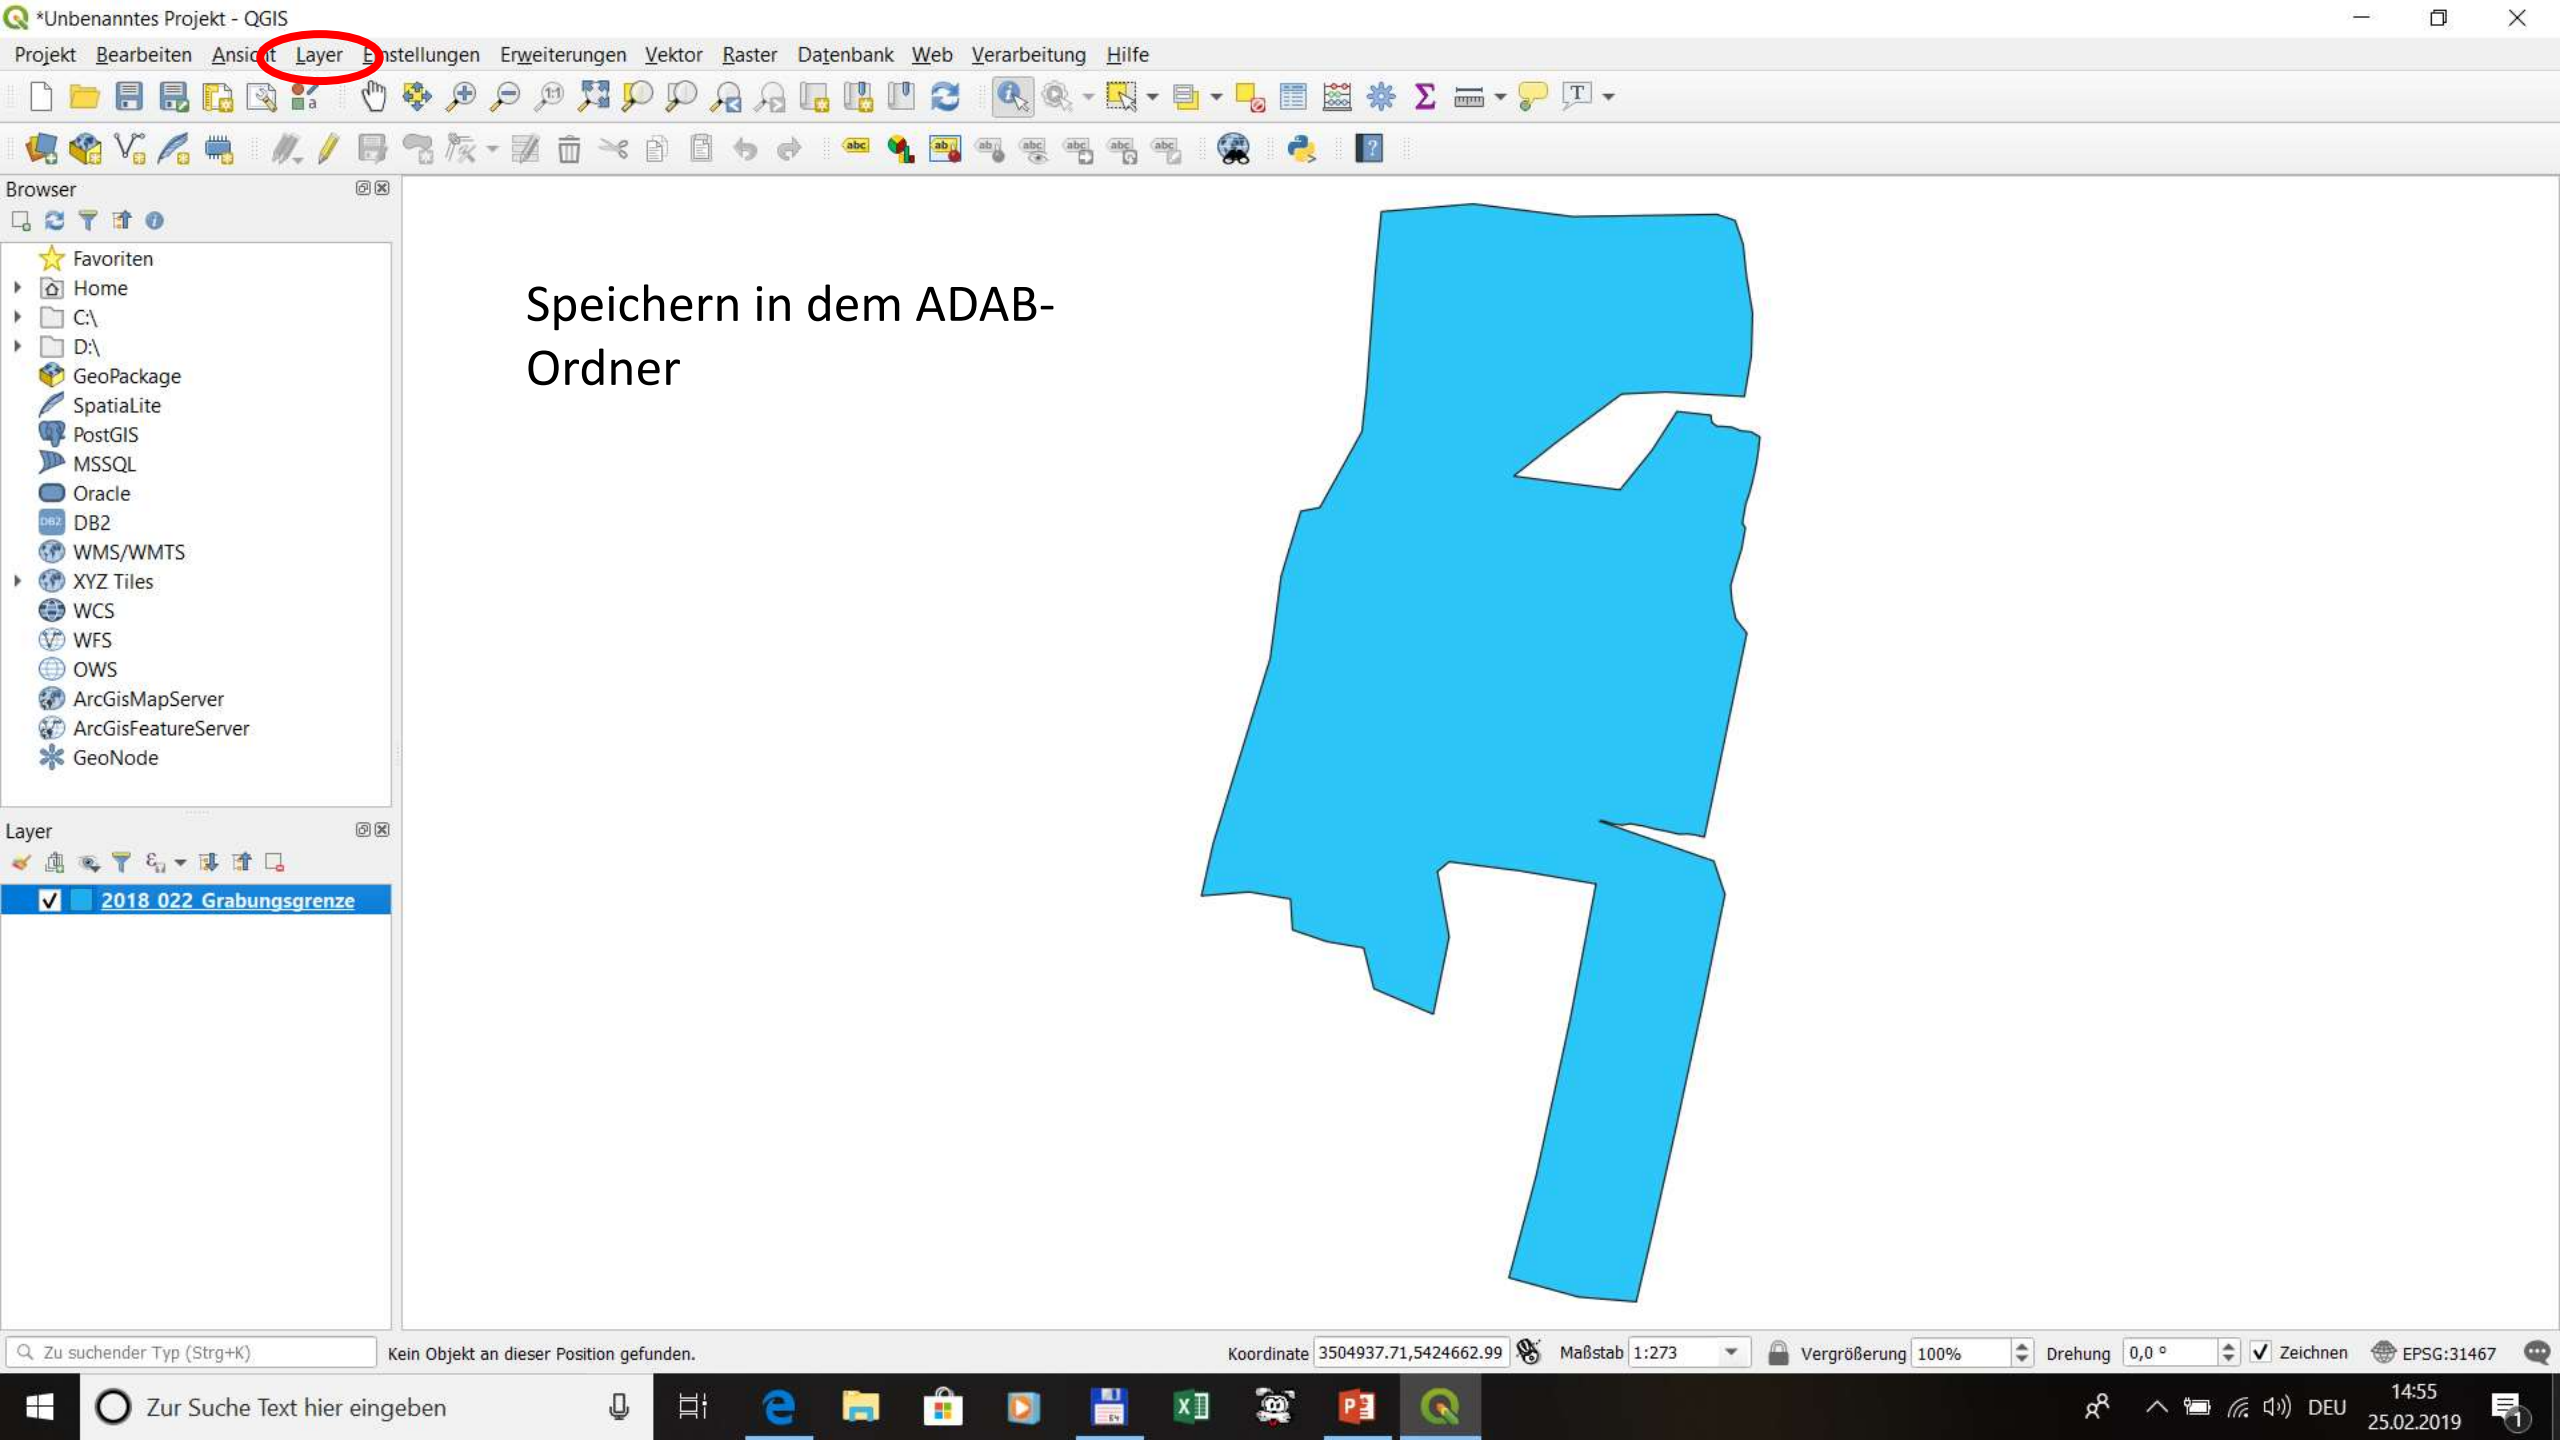 *Unbenanntes Projekt - QGIS
Projekt Bearbeiten Ansicht Layer Einstellungen Erweiterungen Vektor Raster Datenbank Web Verarbeitung Hilfe
Browser
Favoriten
Home
C:\
D:\
GeoPackage
SpatiaLite
PostGIS
MSSQL
Oracle
DB2
WMS/WMTS
XYZ Tiles
WCS
WFS
OWS
ArcGisMapServer
ArcGisFeatureServer
GeoNode
Speichern in dem ADAB-
Ordner
Layer
2018_022_Grabungsgrenze
Zu suchender Typ (Strg+K) Kein Objekt an dieser Position gefunden. Koordinate 3504937.71,5424662.99 Maßstab 1:273 Vergrößerung 100% Drehung 0,0 ° Zeichnen EPSG:31467
Zur Suche Text hier eingeben DEU 14:55
25.02.2019